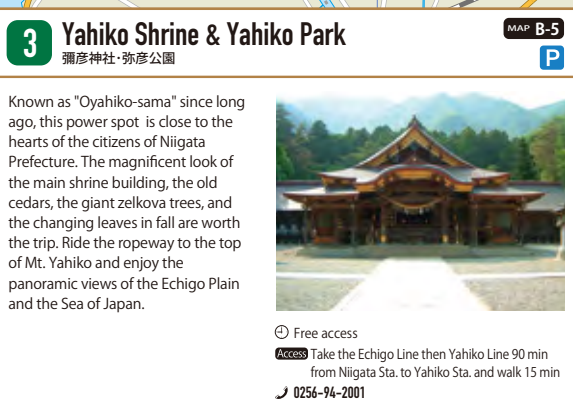 3
Yahiko Shrine & Yahiko Park
彌彦神社・弥彦公園
MAP B-5
P
Known as "Oyahiko-sama" since long
ago, this power spot is close to the
hearts of the citizens of Niigata
Prefecture. The magnificent look of
the main shrine building, the old
cedars, the giant zelkova trees, and
the changing leaves in fall are worth
the trip. Ride the ropeway to the top
of Mt. Yahiko and enjoy the
panoramic views of the Echigo Plain
and the Sea of Japan.
Free access
Access Take the Echigo Line then Yahiko Line 90 min
from Niigata Sta. to Yahiko Sta. and walk 15 min
0256-94-2001